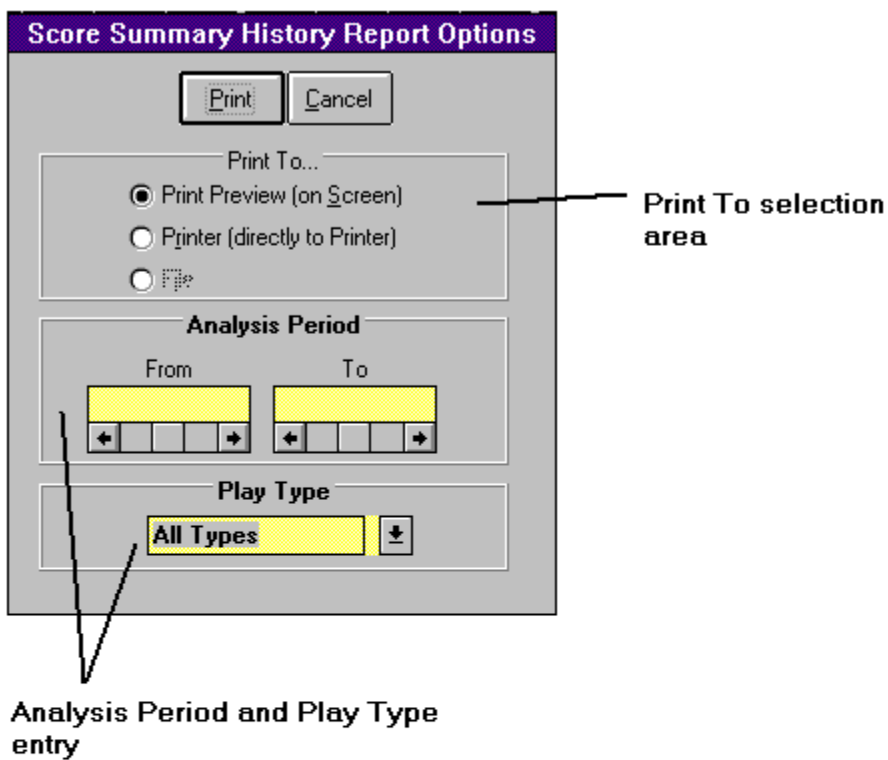 Score Summary History Report Options
Print Cancel
Print To...
Print Preview (on Screen)
Printer (directly to Printer)
File
Print To selection
area
Analysis Period
From To
Play Type
All Types
Analysis Period and Play Type
entry